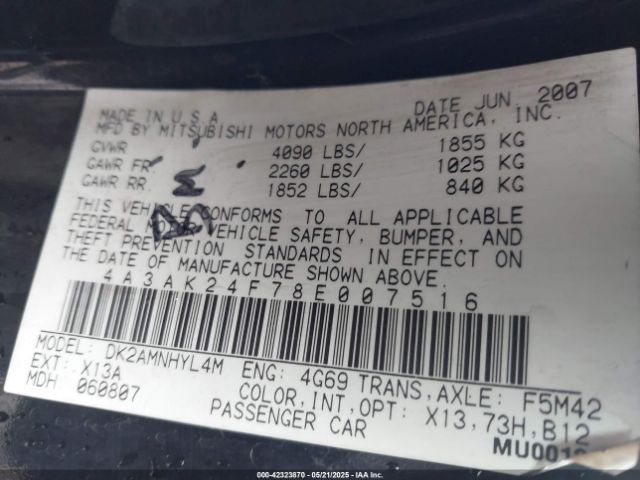 MADE IN U.S.A DATE JUN. 2007
MFD BY MITSUBISHI MOTORS NORTH AMERICA, INC.
GVWR 4090 LBS/ 1855 KG
GAWR FR. 2260 LBS/ 1025 KG
GAWR RR. 1852 LBS/ 840 KG
THIS VEHICLE CONFORMS TO ALL APPLICABLE
FEDERAL MOTOR VEHICLE SAFETY, BUMPER, AND
THEFT PREVENTION STANDARDS IN EFFECT ON
THE DATE OF MANUFACTURE SHOWN ABOVE.
4A3AK24F78E007516
MODEL: DK2AMNHYL4M ENG: 4G69 TRANS,AXLE: F5M42
EXT: X13A COLOR,INT,OPT: X13,73H,B12
MDH 060807 PASSENGER CAR
000-42323870 - 05/21/2025 - IAA, INC.